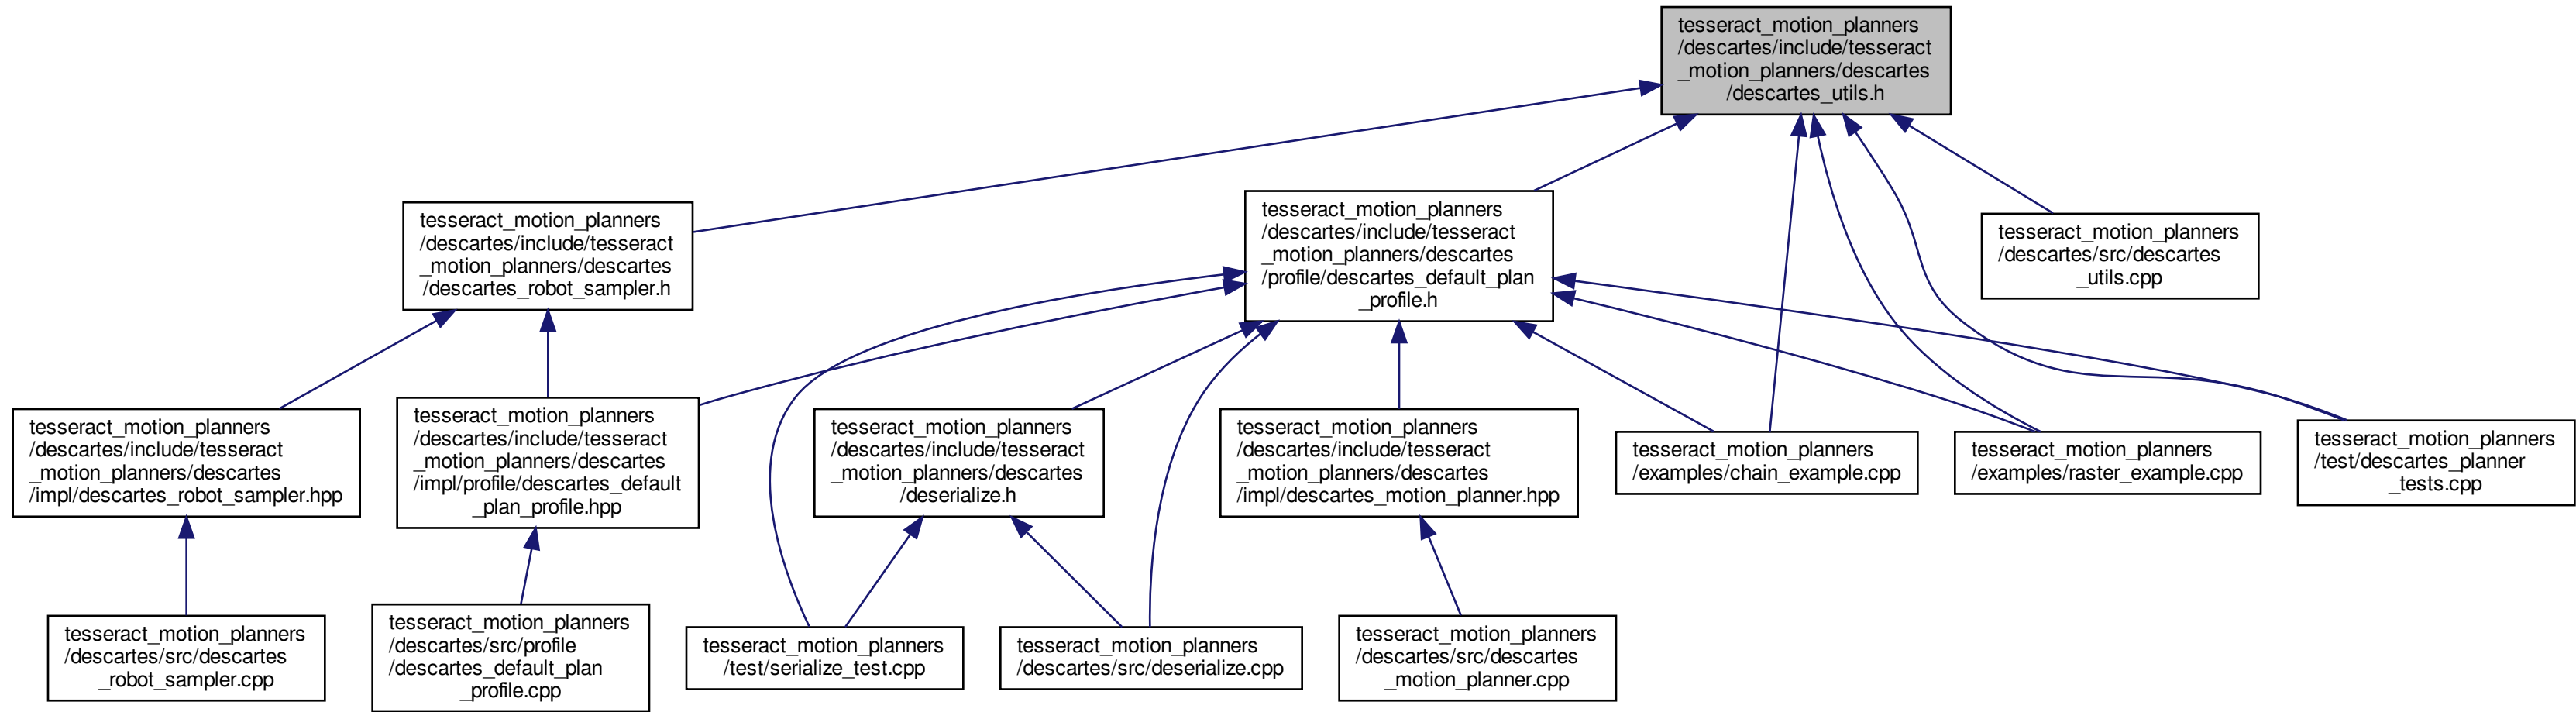 tesseract_motion_planners
/descartes/include/tesseract
_motion_planners/descartes
/descartes_utils.h
tesseract_motion_planners
/descartes/include/tesseract
_motion_planners/descartes
/descartes_robot_sampler.h
tesseract_motion_planners
/descartes/include/tesseract
_motion_planners/descartes
/profile/descartes_default_plan
_profile.h
tesseract_motion_planners
/descartes/src/descartes
_utils.cpp
tesseract_motion_planners
/descartes/include/tesseract
_motion_planners/descartes
/impl/descartes_robot_sampler.hpp
tesseract_motion_planners
/descartes/include/tesseract
_motion_planners/descartes
/impl/profile/descartes_default
_plan_profile.hpp
tesseract_motion_planners
/descartes/include/tesseract
_motion_planners/descartes
/deserialize.h
tesseract_motion_planners
/descartes/include/tesseract
_motion_planners/descartes
/impl/descartes_motion_planner.hpp
tesseract_motion_planners
/examples/chain_example.cpp
tesseract_motion_planners
/examples/raster_example.cpp
tesseract_motion_planners
/test/descartes_planner
_tests.cpp
tesseract_motion_planners
/descartes/src/descartes
_robot_sampler.cpp
tesseract_motion_planners
/descartes/src/profile
/descartes_default_plan
_profile.cpp
tesseract_motion_planners
/test/serialize_test.cpp
tesseract_motion_planners
/descartes/src/deserialize.cpp
tesseract_motion_planners
/descartes/src/descartes
_motion_planner.cpp